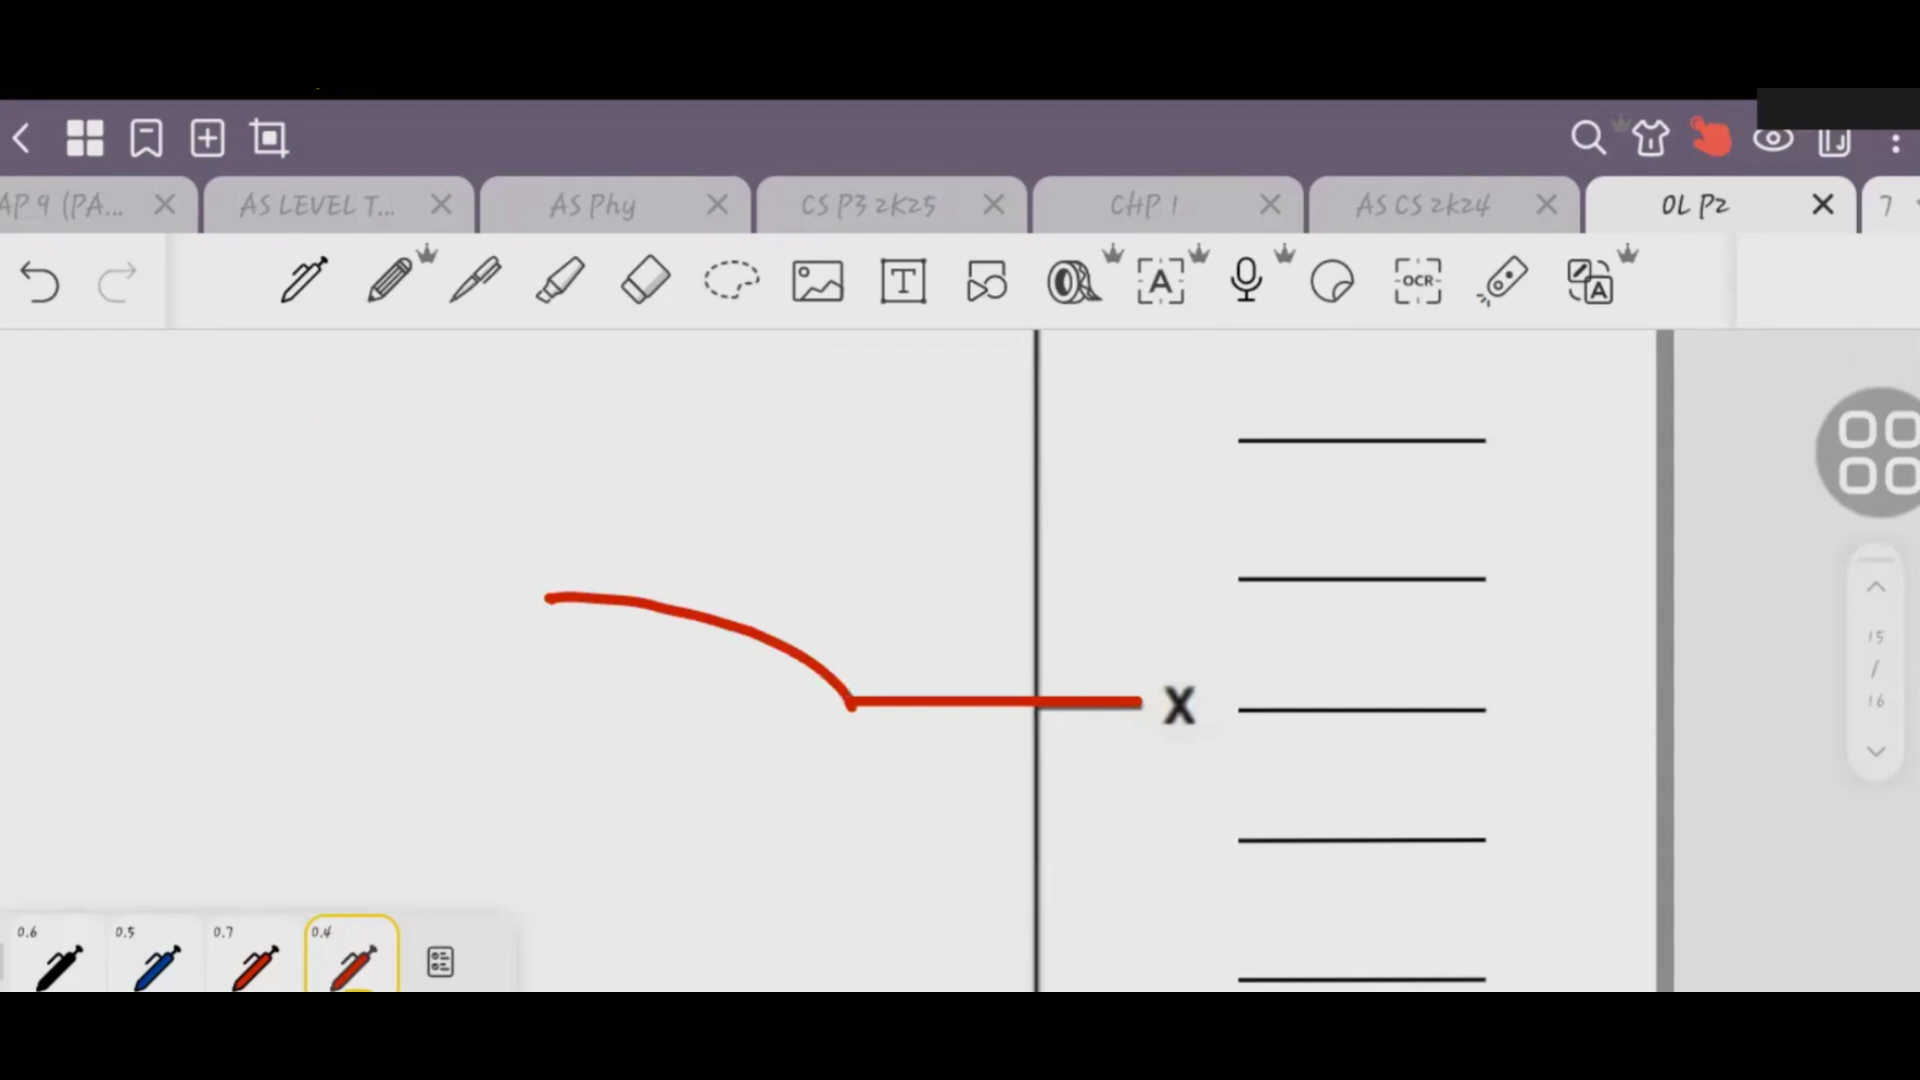 AP 9 (PA... AS LEVEL T... AS Phy CS P3 2K25 CHP 1 AS CS 2K24 OL P2 7
T A OCR A
X
15
/
16
0.6 0.5 0.7 0.4